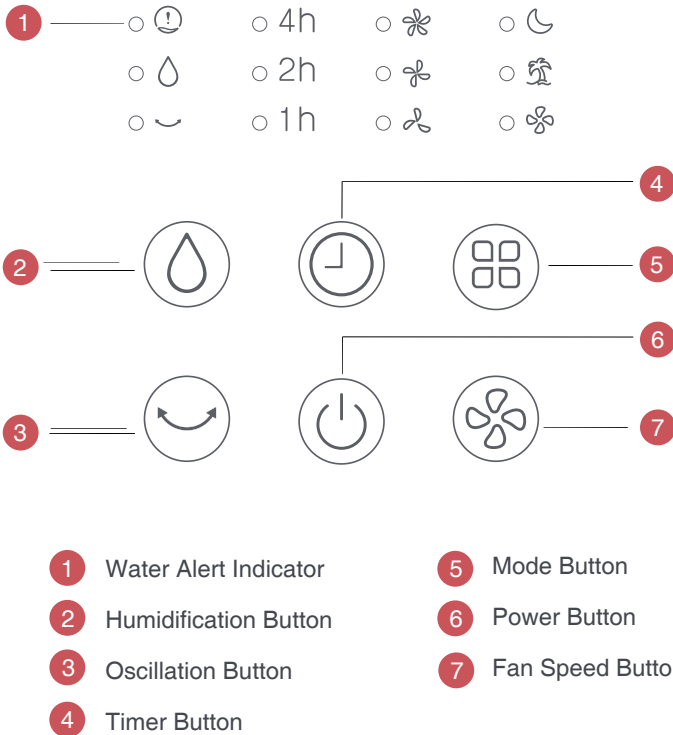 1
4h
2h
1h
4
2
5
6
3
7
1 Water Alert Indicator
2 Humidification Button
3 Oscillation Button
4 Timer Button
5 Mode Button
6 Power Button
7 Fan Speed Butto